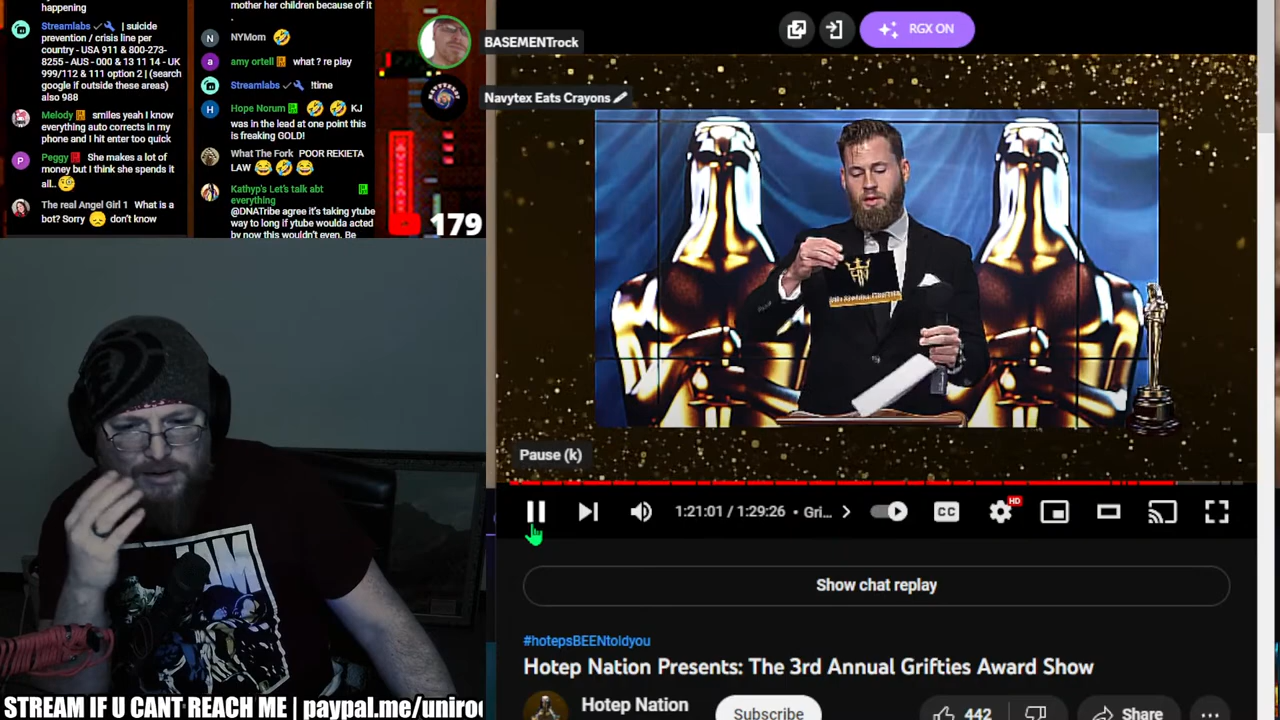 happening
Streamlabs | suicide
prevention / crisis line per
country - USA 911 & 800-273-
8255 - AUS - 000 & 13 11 14 - UK
999/112 & 111 option 2 | (search
google if outside these areas)
also 988
Melody smiles yeah I know
everything auto corrects in my
phone and I hit enter too quick
Peggy She makes a lot of
money but I think she spends it
all..
The real Angel Girl 1 What is a
bot? Sorry don't know
mother her children because of it
.
NYMom
amy ortell what ? re play
Streamlabs !time
Hope Norum KJ
was in the lead at one point this
is freaking GOLD!
What The Fork POOR REKIETA
LAW
Kathyp's Let's talk abt
everything
@DNATribe agree it's taking ytube
way to long if ytube woulda acted
by now this wouldn't even. Be
179
BASEMENTrock
Navytex Eats Crayons
RGX ON
Pause (k)
1:21:01 / 1:29:26 • Gri... >
CC
HD
Show chat replay
#hotepsBEENtoldyou
Hotep Nation Presents: The 3rd Annual Grifties Award Show
Hotep Nation
Subscribe
442
Share
...
STREAM IF U CANT REACH ME | paypal.me/uniroc